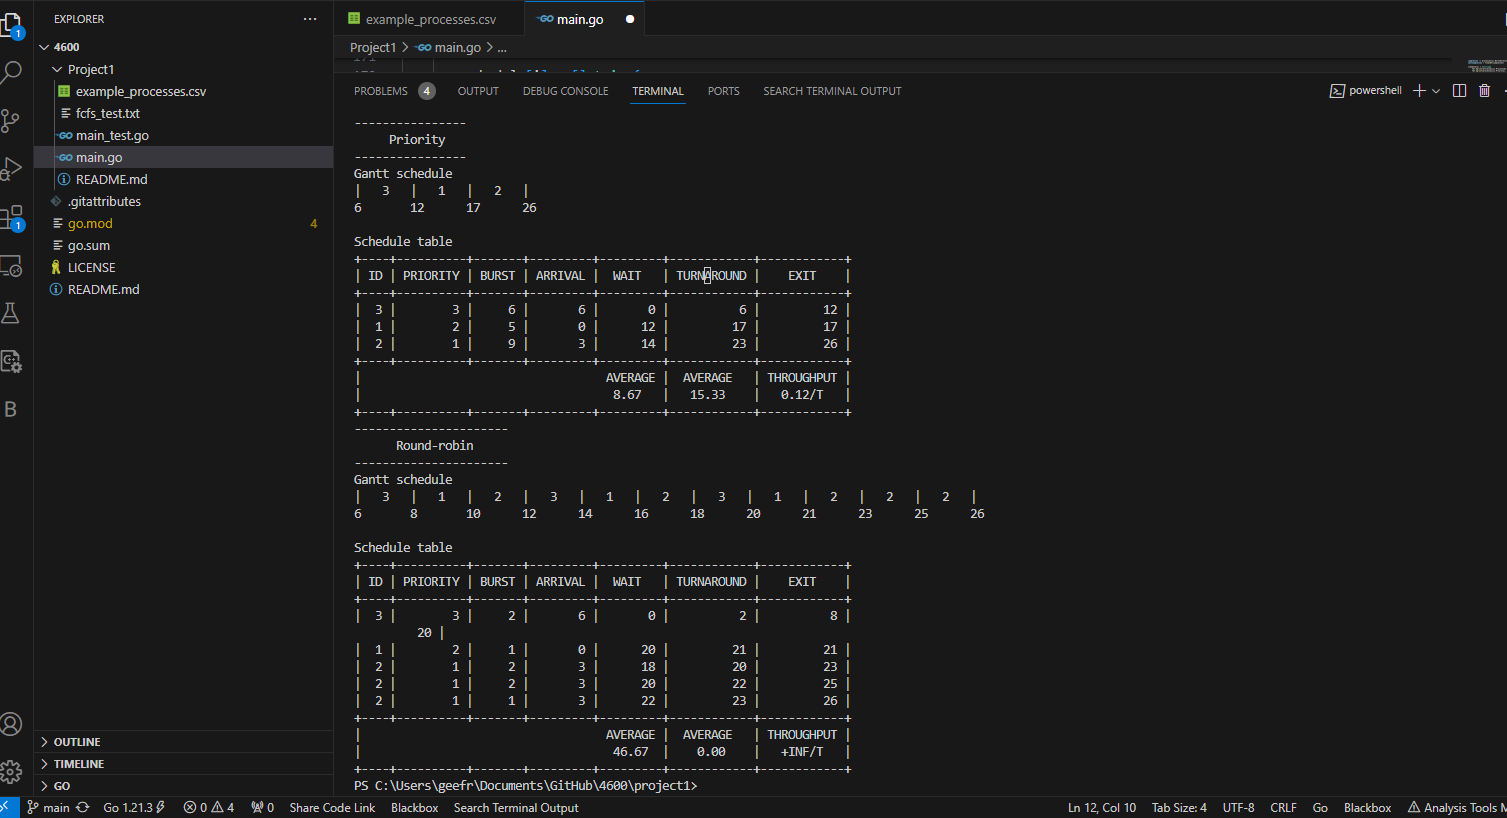 EXPLORER
···
4600
Project1
example_processes.csv
fcfs_test.txt
GO main_test.go
GO main.go
README.md
.gitattributes
go.mod 4
go.sum
LICENSE
README.md
OUTLINE
TIMELINE
GO
1
1
B
example_processes.csv GO main.go
Project1 > GO main.go > ...
PROBLEMS 4 OUTPUT DEBUG CONSOLE TERMINAL PORTS SEARCH TERMINAL OUTPUT
powershell
----------------
Priority
----------------
Gantt schedule
|   3   |   1   |   2   |
6       12      17      26
Schedule table
+----+----------+-------+---------+---------+------------+------------+
| ID | PRIORITY | BURST | ARRIVAL |  WAIT   | TURNAROUND |    EXIT    |
+----+----------+-------+---------+---------+------------+------------+
|  3 |        3 |     6 |       6 |       0 |          6 |         12 |
|  1 |        2 |     5 |       0 |      12 |         17 |         17 |
|  2 |        1 |     9 |       3 |      14 |         23 |         26 |
+----+----------+-------+---------+---------+------------+------------+
|                                   AVERAGE |  AVERAGE   | THROUGHPUT |
|                                    8.67   |   15.33    |   0.12/T   |
+----+----------+-------+---------+---------+------------+------------+
----------------------
Round-robin
----------------------
Gantt schedule
|   3   |   1   |   2   |   3   |   1   |   2   |   3   |   1   |   2   |   2   |   2   |
6       8       10      12      14      16      18      20      21      23      25      26
Schedule table
+----+----------+-------+---------+---------+------------+------------+
| ID | PRIORITY | BURST | ARRIVAL |  WAIT   | TURNAROUND |    EXIT    |
+----+----------+-------+---------+---------+------------+------------+
|  3 |        3 |     2 |       6 |       0 |          2 |          8 |
20 |
|  1 |        2 |     1 |       0 |      20 |         21 |         21 |
|  2 |        1 |     2 |       3 |      18 |         20 |         23 |
|  2 |        1 |     2 |       3 |      20 |         22 |         25 |
|  2 |        1 |     1 |       3 |      22 |         23 |         26 |
+----+----------+-------+---------+---------+------------+------------+
|                                   AVERAGE |  AVERAGE   | THROUGHPUT |
|                                   46.67   |    0.00    |   +INF/T   |
+----+----------+-------+---------+---------+------------+------------+
PS C:\Users\geefr\Documents\GitHub\4600\project1>
main Go 1.21.3 0 4 0 Share Code Link Blackbox Search Terminal Output Ln 12, Col 10 Tab Size: 4 UTF-8 CRLF Go Blackbox Analysis Tools